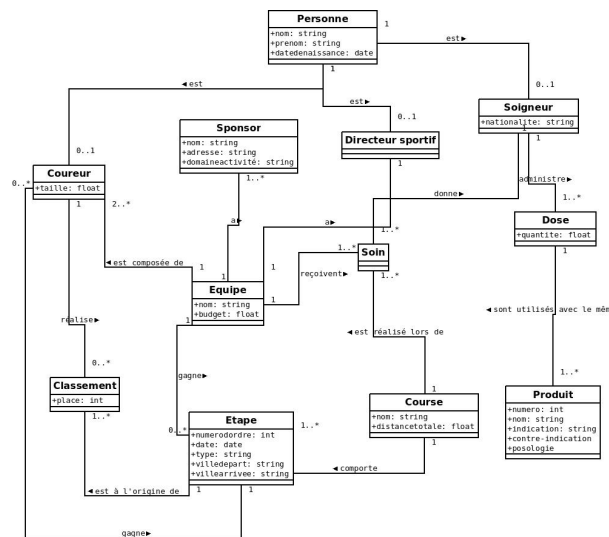 Personne
+nom: string
+prenom: string
+datedenaissance: date
1
est▶
1
◀est
est▶
0..1
Soigneur
+nationalite: string
1
1
Sponsor
+nom: string
+adresse: string
+domaineactivité: string
1..*
0..1
Directeur sportif
1
0..1
0..*
Coureur
+taille: float
1
2..*
administre▶
donne▶
1..*
Dose
+quantite: float
1
a▶
a▶
1..*
1..*
Soin
1..*
◀est composée de
1
1
1
reçoivent▶
Equipe
+nom: string
+budget: float
1
1
réalise▶
◀sont utilisés avec le mêm
◀est réalisé lors de
0..*
gagne▶
1
1..*
Classement
+place: int
1..*
Course
+nom: string
+distancetotale: float
1
Produit
+numero: int
+nom: string
+indication: string
+contre-indication
+posologie
0..*
Etape
+numerodordre: int
+date: date
+type: string
+villedepart: string
+villearrivee: string
1..*
◀comporte
◀est à l'origine de
1
1
gagne▶